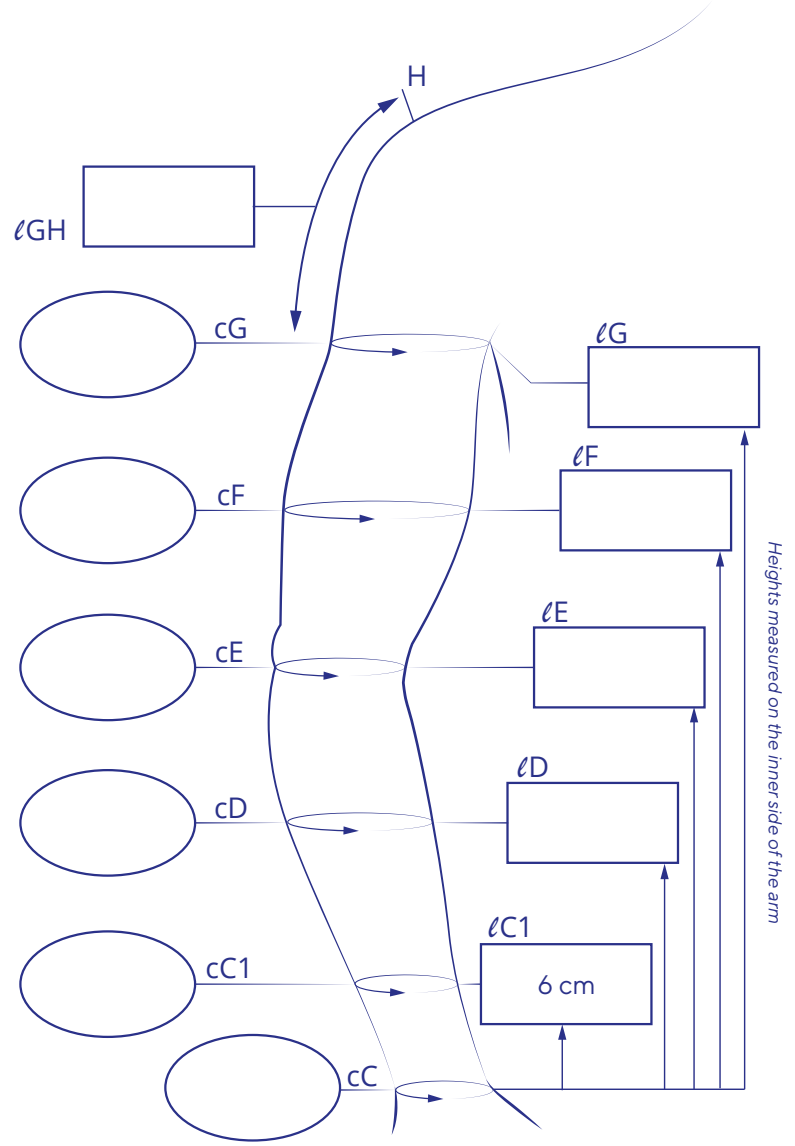 H
ℓGH
cG
ℓG
cF
ℓF
cE
ℓE
cD
ℓD
cC1
ℓC1
6 cm
cC
Heights measured on the inner side of the arm